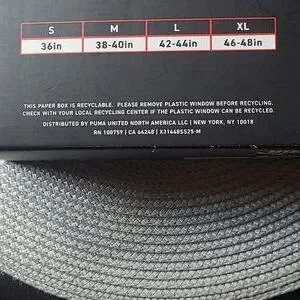 S M L XL
36in 38-40in 42-44in 46-48in
THIS PAPER BOX IS RECYCLABLE. PLEASE REMOVE PLASTIC WINDOW BEFORE RECYCLING.
CHECK WITH YOUR LOCAL RECYCLING CENTER IF THE PLASTIC WINDOW CAN BE RECYCLED.
DISTRIBUTED BY PUMA UNITED NORTH AMERICA LLC | NEW YORK, NY 10018
RN 100759 | CA 64248 | X31448S525-M